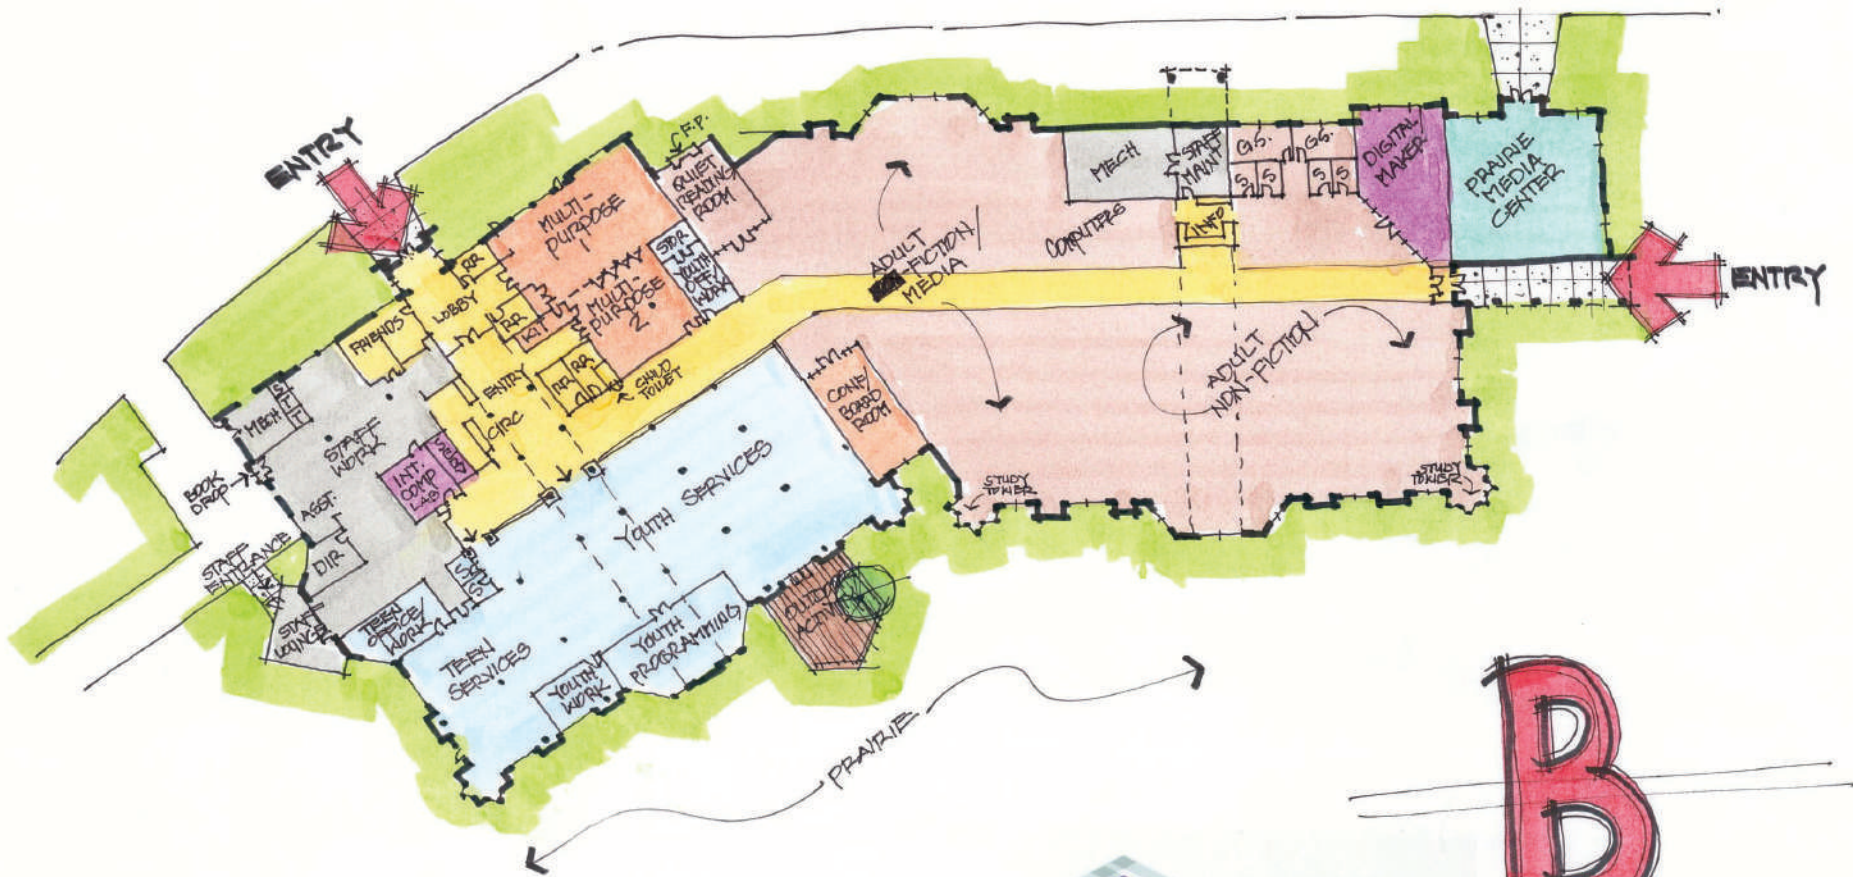 ENTRY
F.P.
QUIET
READING
ROOM
MULTI-
PURPOSE
1
STOR
YOUTH
OFF/
WORK
MULTI-
PURPOSE
2
RR
LOBBY
RR
KIT
FRIENDS
RR
RR
CHILD
TOILET
ENTRY
CIRC
MECH
S
T
T
STAFF
WORK
INT.
COMP
LAB
BOOK
DROP
ASST.
DIR
STAFF
ENTRANCE
STAFF
LOUNGE
TEEN
OFFICE/
WORK
TEEN
SERVICES
YOUTH
WORK
YOUTH
PROGRAMMING
YOUTH SERVICES
CONF/
BOARD
ROOM
ADULT
FICTION/
MEDIA
COMPUTERS
MECH
STAFF
MAINT
INFO
G.S.
G.S.
S
S
S
S
DIGITAL
MAKER
PRAIRIE
MEDIA
CENTER
ENTRY
ADULT
NON-FICTION
STUDY
TOWER
STUDY
TOWER
PRAIRIE
B